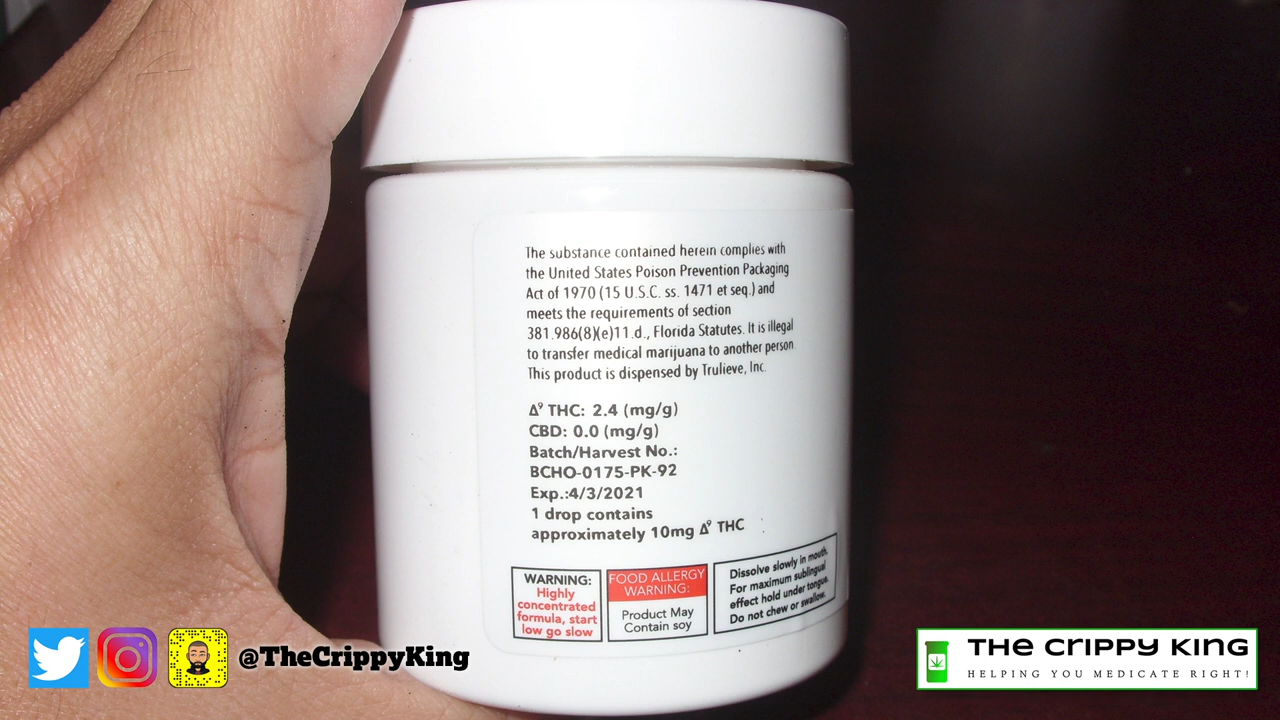 The substance contained herein complies with
the United States Poison Prevention Packaging
Act of 1970 (15 U.S.C. ss. 1471 et seq.) and
meets the requirements of section
381.986(8)(e)11.d., Florida Statutes. It is illegal
to transfer medical marijuana to another person.
This product is dispensed by Trulieve, Inc.
Δ⁹ THC: 2.4 (mg/g)
CBD: 0.0 (mg/g)
Batch/Harvest No.:
BCHO-0175-PK-92
Exp.:4/3/2021
1 drop contains
approximately 10mg Δ⁹ THC
WARNING:
Highly
concentrated
formula, start
low go slow
FOOD ALLERGY
WARNING:
Product May
Contain soy
Dissolve slowly in mouth.
For maximum sublingual
effect hold under tongue.
Do not chew or swallow.
@TheCrippyKing
THE CRIPPY KING
HELPING YOU MEDICATE RIGHT!